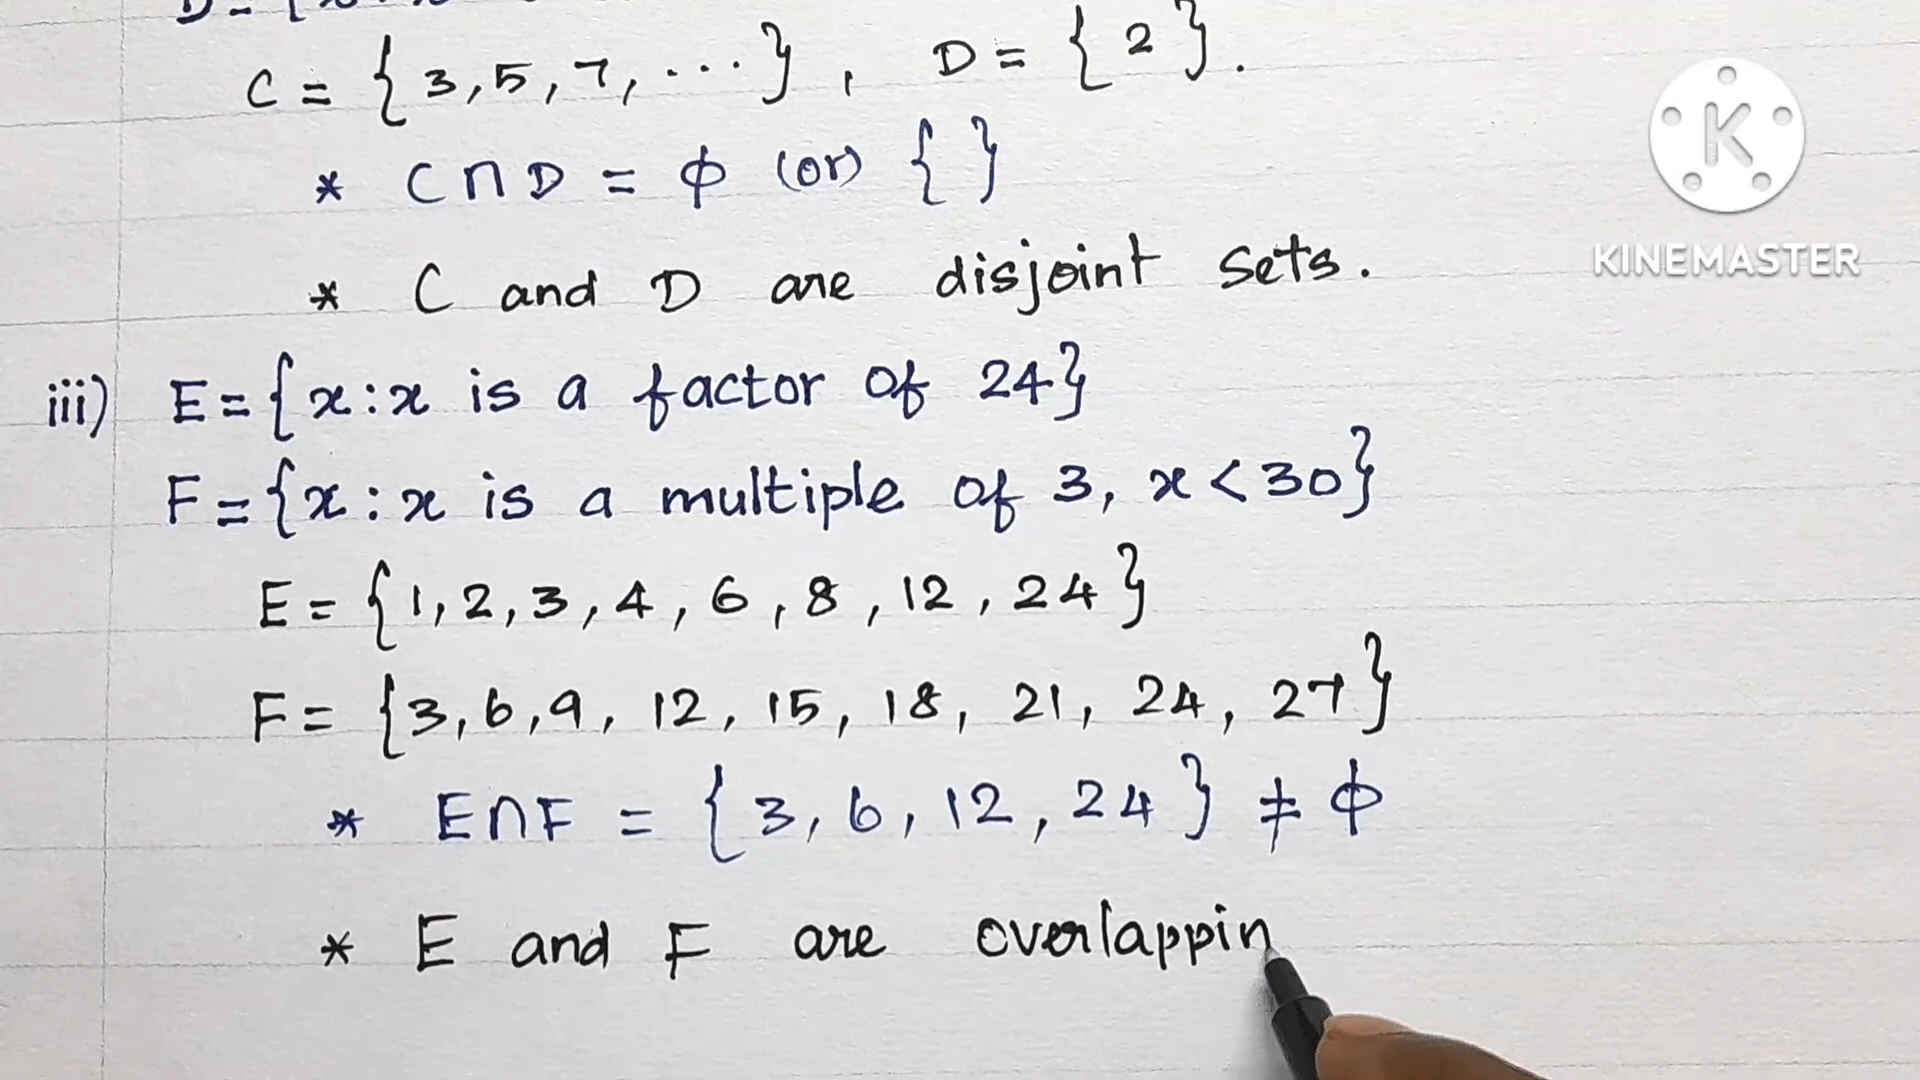 C = {3, 5, 7, ...}, D = {2}.
* C∩D = ϕ (or) { }
* C and D are disjoint sets.
iii) E = {x : x is a factor of 24}
F = {x : x is a multiple of 3, x < 30}
E = {1, 2, 3, 4, 6, 8, 12, 24}
F = {3, 6, 9, 12, 15, 18, 21, 24, 27}
* E∩F = {3, 6, 12, 24} ≠ ϕ
* E and F are overlappin
K
KINEMASTER